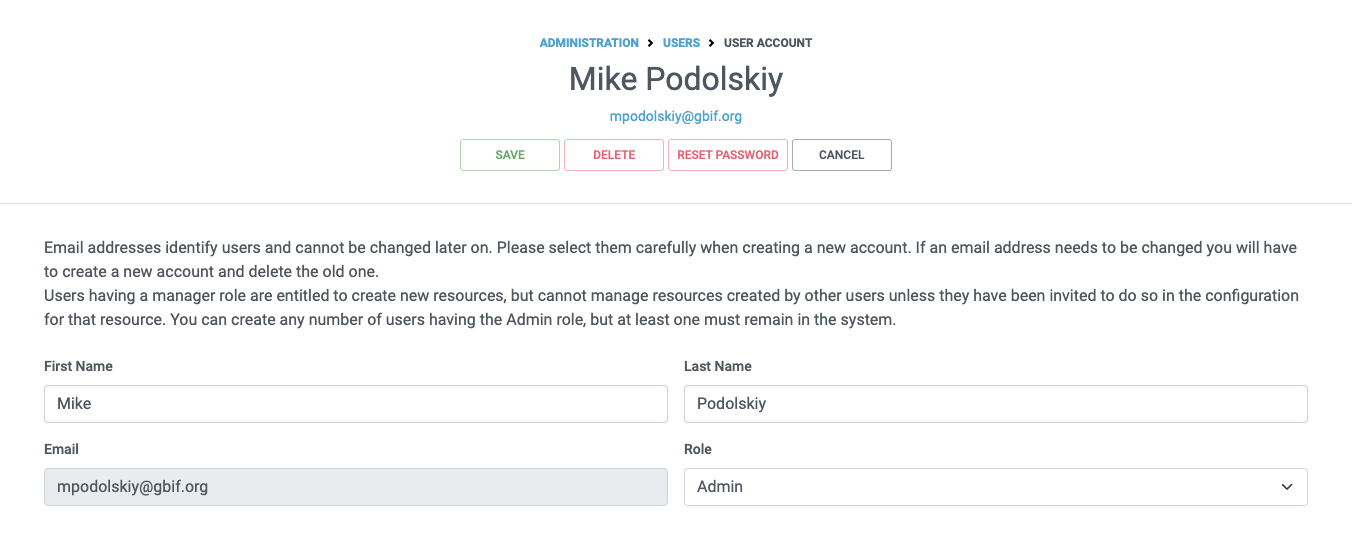 ADMINISTRATION > USERS > USER ACCOUNT
Mike Podolskiy
mpodolskiy@gbif.org
SAVE DELETE RESET PASSWORD CANCEL
Email addresses identify users and cannot be changed later on. Please select them carefully when creating a new account. If an email address needs to be changed you will have
to create a new account and delete the old one.
Users having a manager role are entitled to create new resources, but cannot manage resources created by other users unless they have been invited to do so in the configuration
for that resource. You can create any number of users having the Admin role, but at least one must remain in the system.
First Name Last Name
Mike Podolskiy
Email Role
mpodolskiy@gbif.org Admin